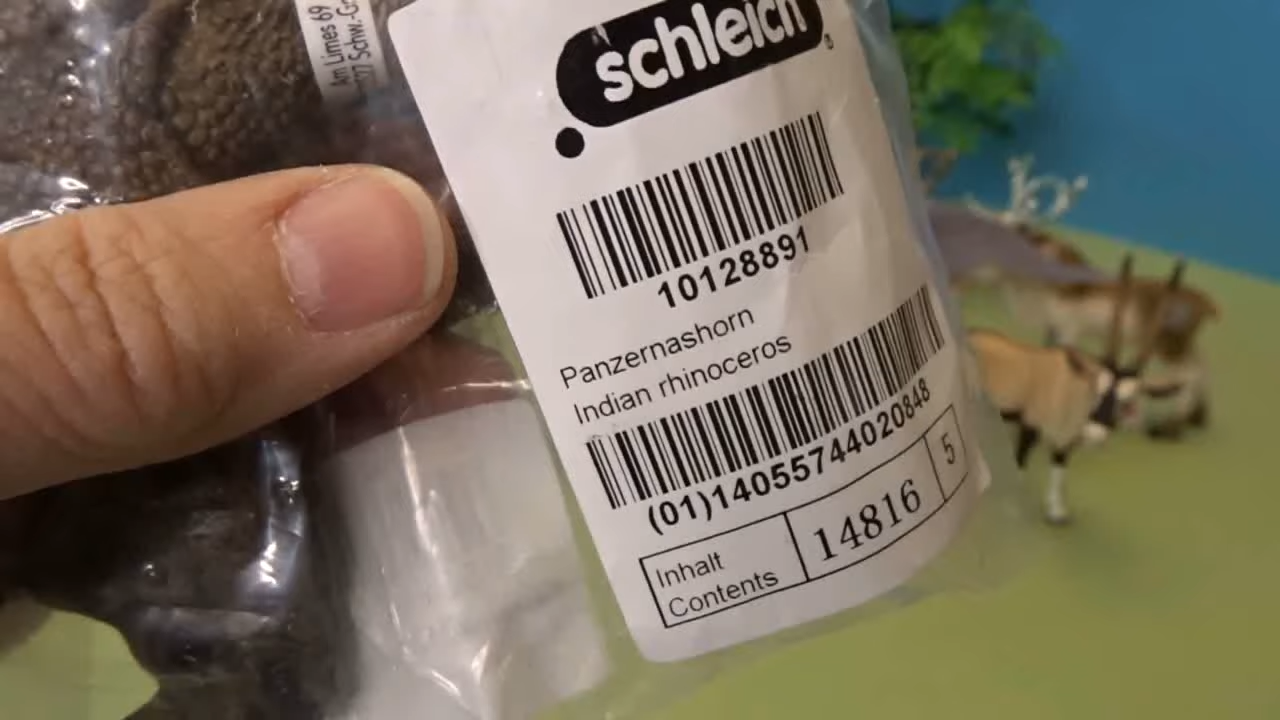 Am Limes 69
schleich
10128891
Panzernashorn
Indian rhinoceros
(01)14055744020848
Inhalt
Contents
14816
5